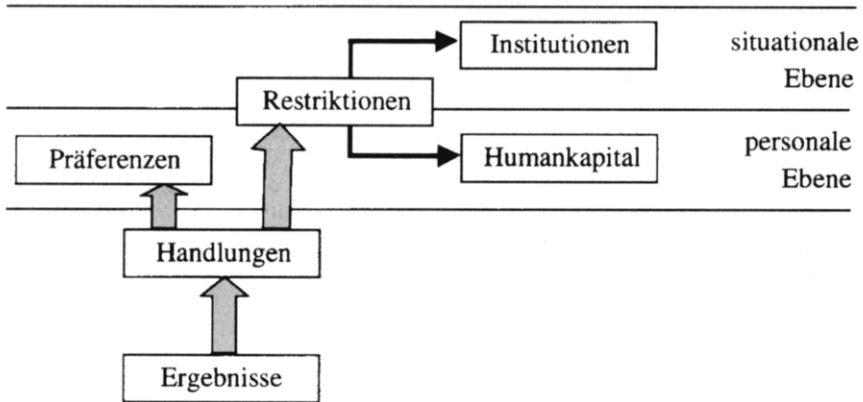 Institutionen
situationale
Ebene
Restriktionen
Präferenzen
Humankapital
personale
Ebene
Handlungen
Ergebnisse